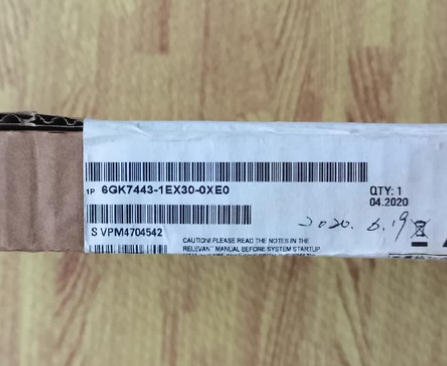 1P 6GK7443-1EX30-0XE0
QTY: 1
04.2020
S VPM4704542
2020. 6.19
CAUTION! PLEASE READ THE NOTES IN THE
RELEVANT MANUAL BEFORE SYSTEM STARTUP